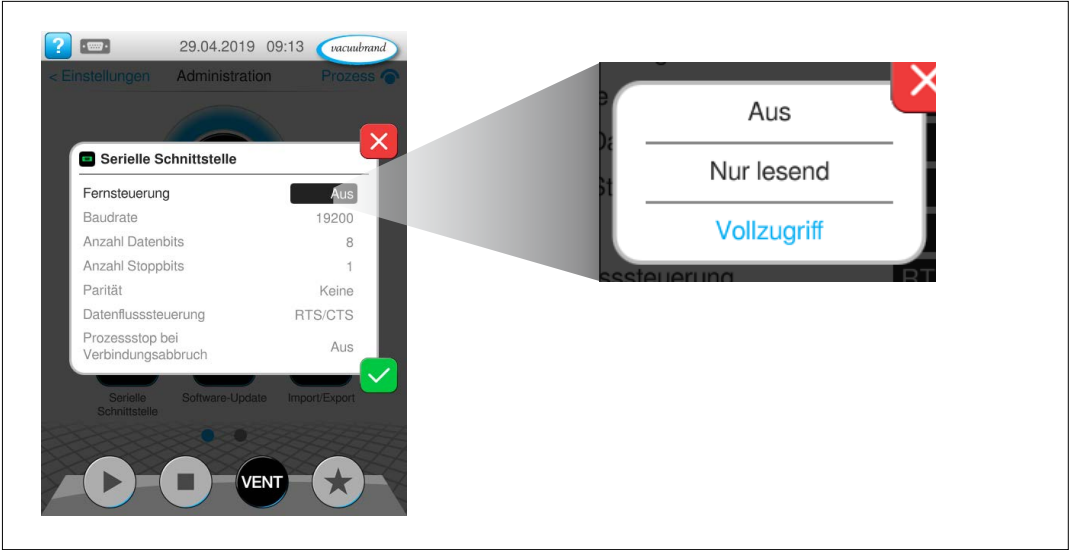 ?
29.04.2019 09:13
vacuubrand
< Einstellungen Administration Prozess
Serielle Schnittstelle
Fernsteuerung Aus
Baudrate 19200
Anzahl Datenbits 8
Anzahl Stoppbits 1
Parität Keine
Datenflusssteuerung RTS/CTS
Prozessstop bei
Verbindungsabbruch Aus
Serielle
Schnittstelle
Software-Update
Import/Export
VENT
Aus
Nur lesend
Vollzugriff
sssteuerung RT